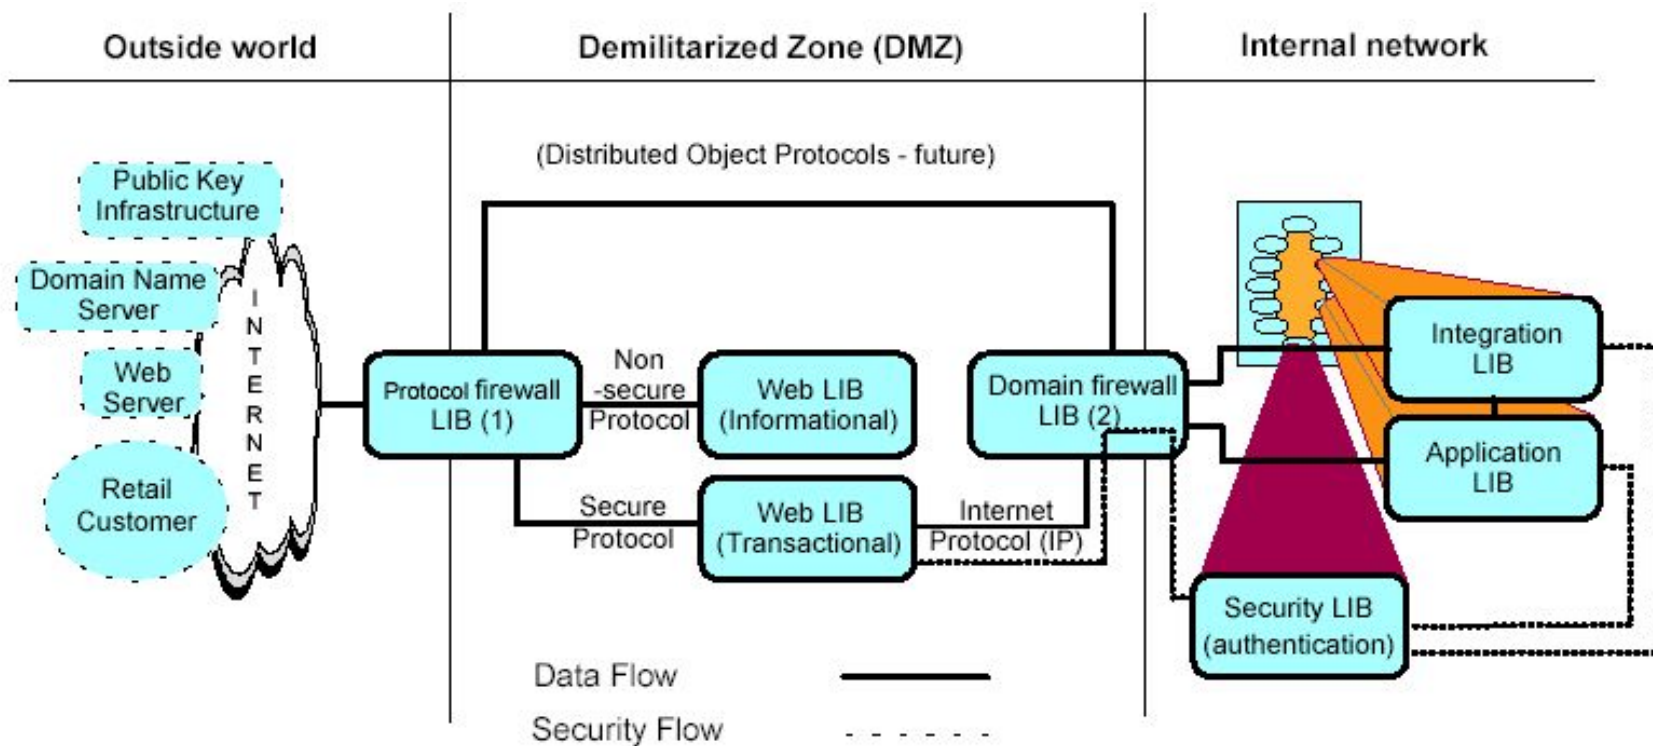 Outside world
Demilitarized Zone (DMZ)
Internal network
(Distributed Object Protocols - future)
Public Key
Infrastructure
Domain Name
Server
Web
Server
Retail
Customer
INTERNET
Protocol firewall
LIB (1)
Non
-secure
Protocol
Web LIB
(Informational)
Secure
Protocol
Web LIB
(Transactional)
Internet
Protocol (IP)
Domain firewall
LIB (2)
Integration
LIB
Application
LIB
Security LIB
(authentication)
Data Flow
Security Flow